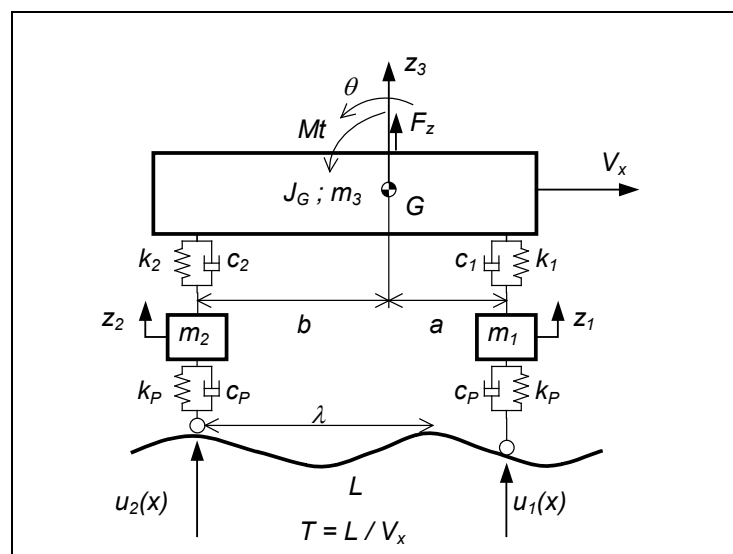 z3
θ
Mt
Fz
Vx
JG ; m3
G
k2 c2 c1 k1
z2 b a z1
m2 m1
kP cP cP kP
λ
L
u2(x) u1(x)
T = L / Vx